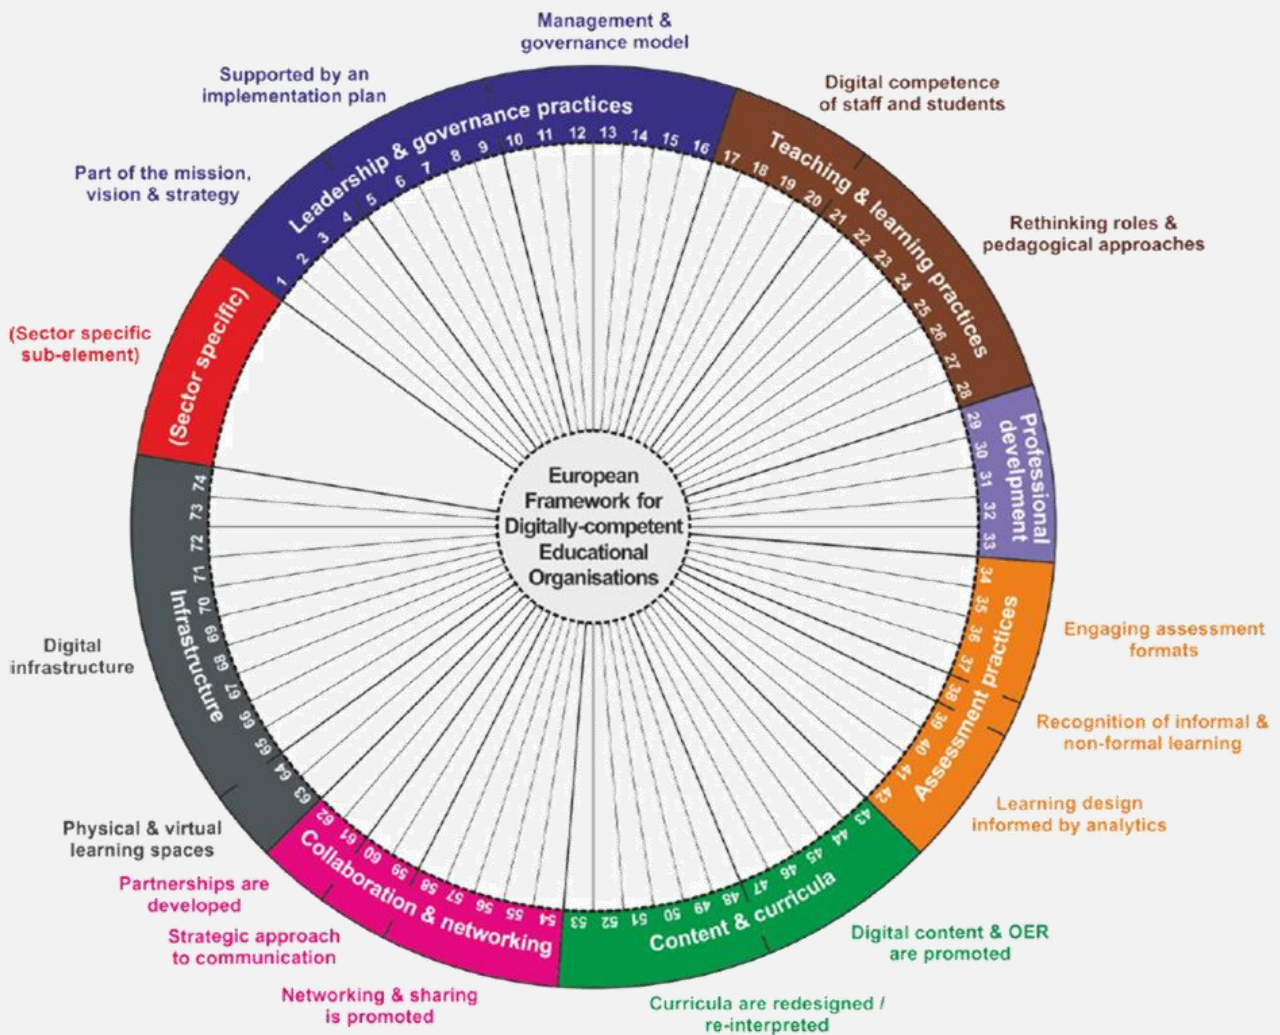 Management &
governance model
Supported by an
implementation plan
Digital competence
of staff and students
Part of the mission,
vision & strategy
Rethinking roles &
pedagogical approaches
(Sector specific
sub-element)
Leadership & governance practices
Teaching & learning practices
Professional
develpment
Assessment practices
Content & curricula
Collaboration & networking
Infrastructure
(Sector specific)
1 2 3 4 5 6 7 8 9 10 11 12 13 14 15 16
17 18 19 20 21 22 23 24 25 26 27 28
29 30 31 32 33
34 35 36 37 38 39 40 41 42
43 44 45 46 47 48 49 50 51 52 53
54 55 56 57 58 59 60 61 62
63 64 65 66 67 68 69 70 71 72 73 74
European
Framework for
Digitally-competent
Educational
Organisations
Engaging assessment
formats
Recognition of informal &
non-formal learning
Learning design
informed by analytics
Digital content & OER
are promoted
Curricula are redesigned /
re-interpreted
Networking & sharing
is promoted
Strategic approach
to communication
Partnerships are
developed
Physical & virtual
learning spaces
Digital
infrastructure